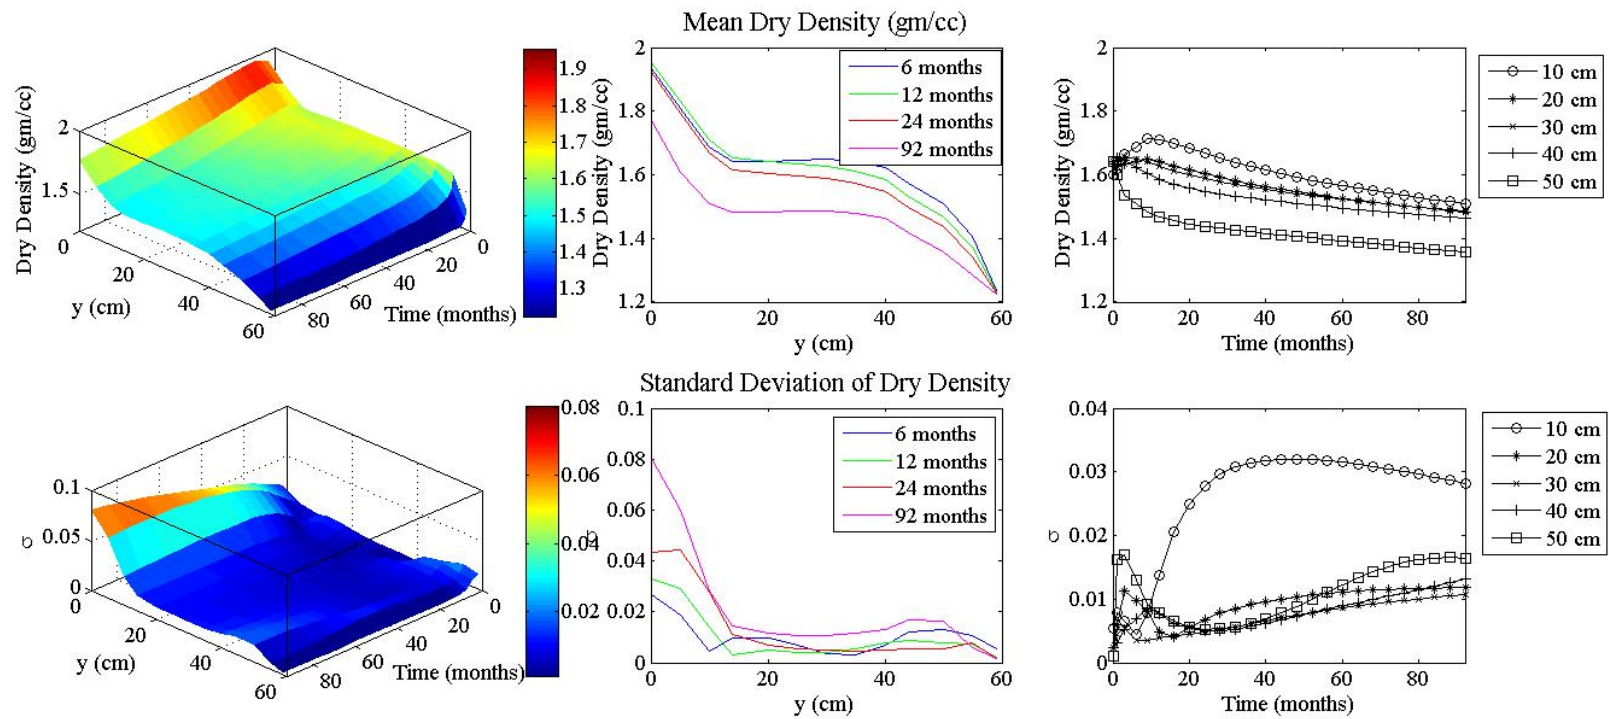 Mean Dry Density (gm/cc)
Dry Density (gm/cc)
2
1.5
0
20
40
60
y (cm)
80
60
40
20
0
Time (months)
1.9
1.8
1.7
1.6
1.5
1.4
1.3
Dry Density (gm/cc)
2
1.8
1.6
1.4
1.2
0
20
40
60
y (cm)
6 months
12 months
24 months
92 months
Dry Density (gm/cc)
2
1.8
1.6
1.4
1.2
0
20
40
60
80
Time (months)
10 cm
20 cm
30 cm
40 cm
50 cm
Standard Deviation of Dry Density
σ
0.1
0.05
0
0
20
40
60
y (cm)
80
60
40
20
0
Time (months)
0.08
0.06
0.04
0.02
σ
0.1
0.08
0.06
0.04
0.02
0
0
20
40
60
y (cm)
6 months
12 months
24 months
92 months
σ
0.04
0.03
0.02
0.01
0
0
20
40
60
80
Time (months)
10 cm
20 cm
30 cm
40 cm
50 cm